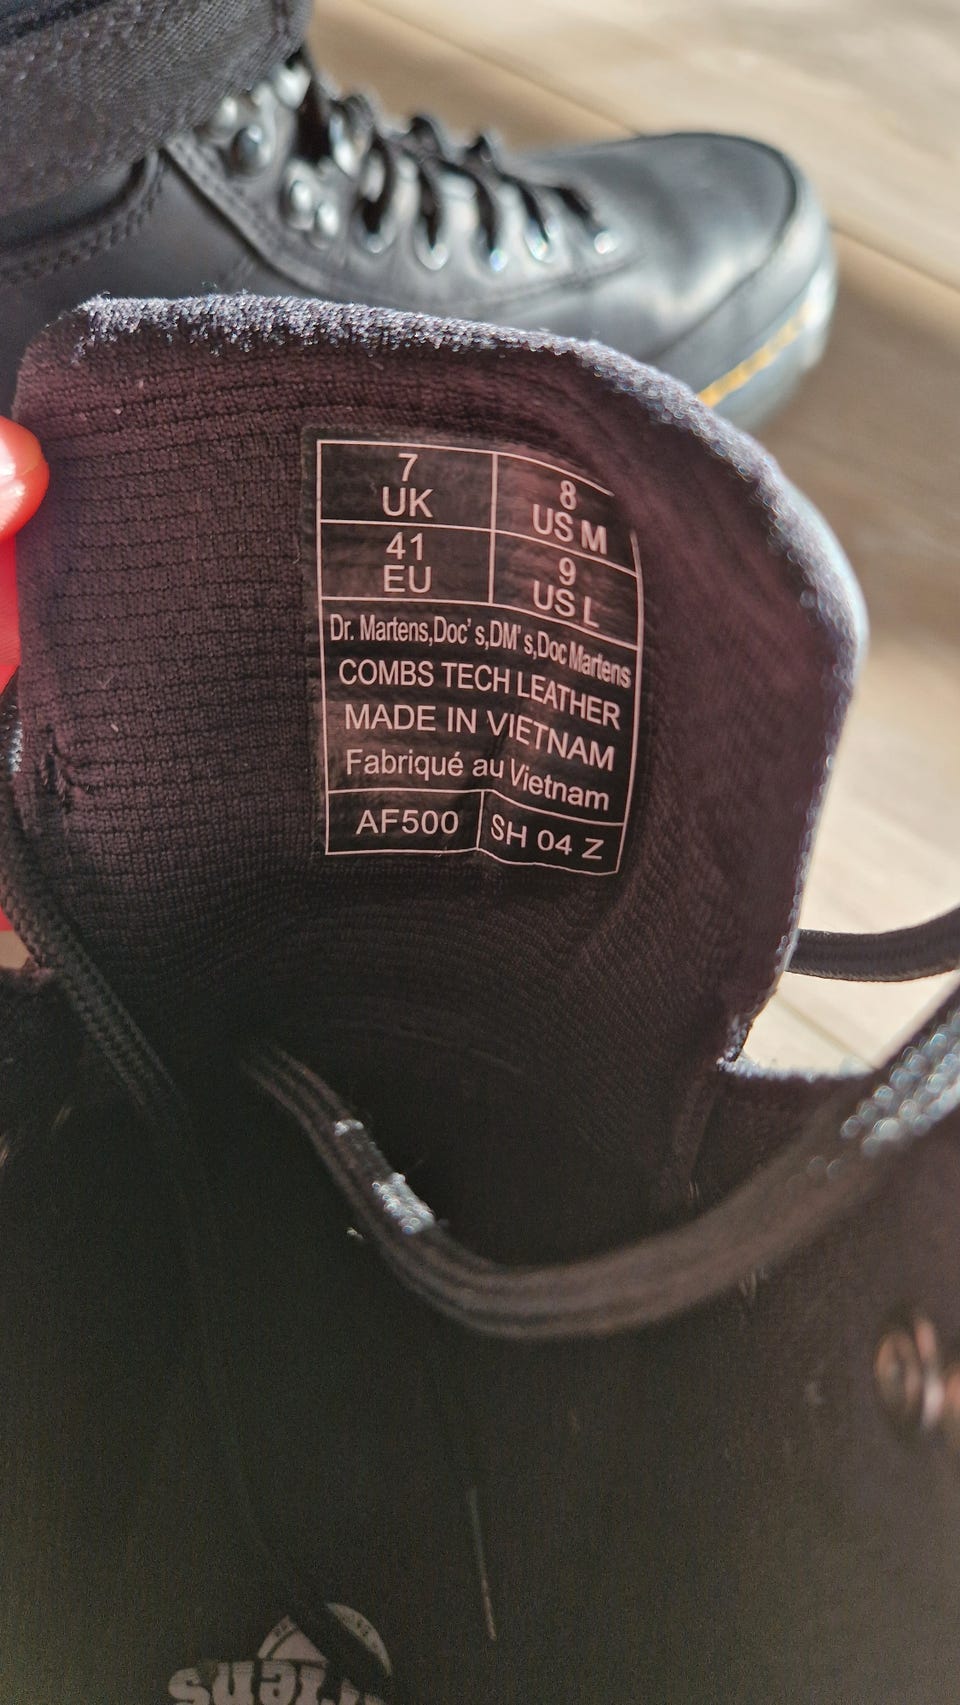 7
UK
8
US M
41
EU
9
US L
Dr. Martens,Doc's,DM's,Doc Martens
COMBS TECH LEATHER
MADE IN VIETNAM
Fabriqué au Vietnam
AF500
SH 04 Z